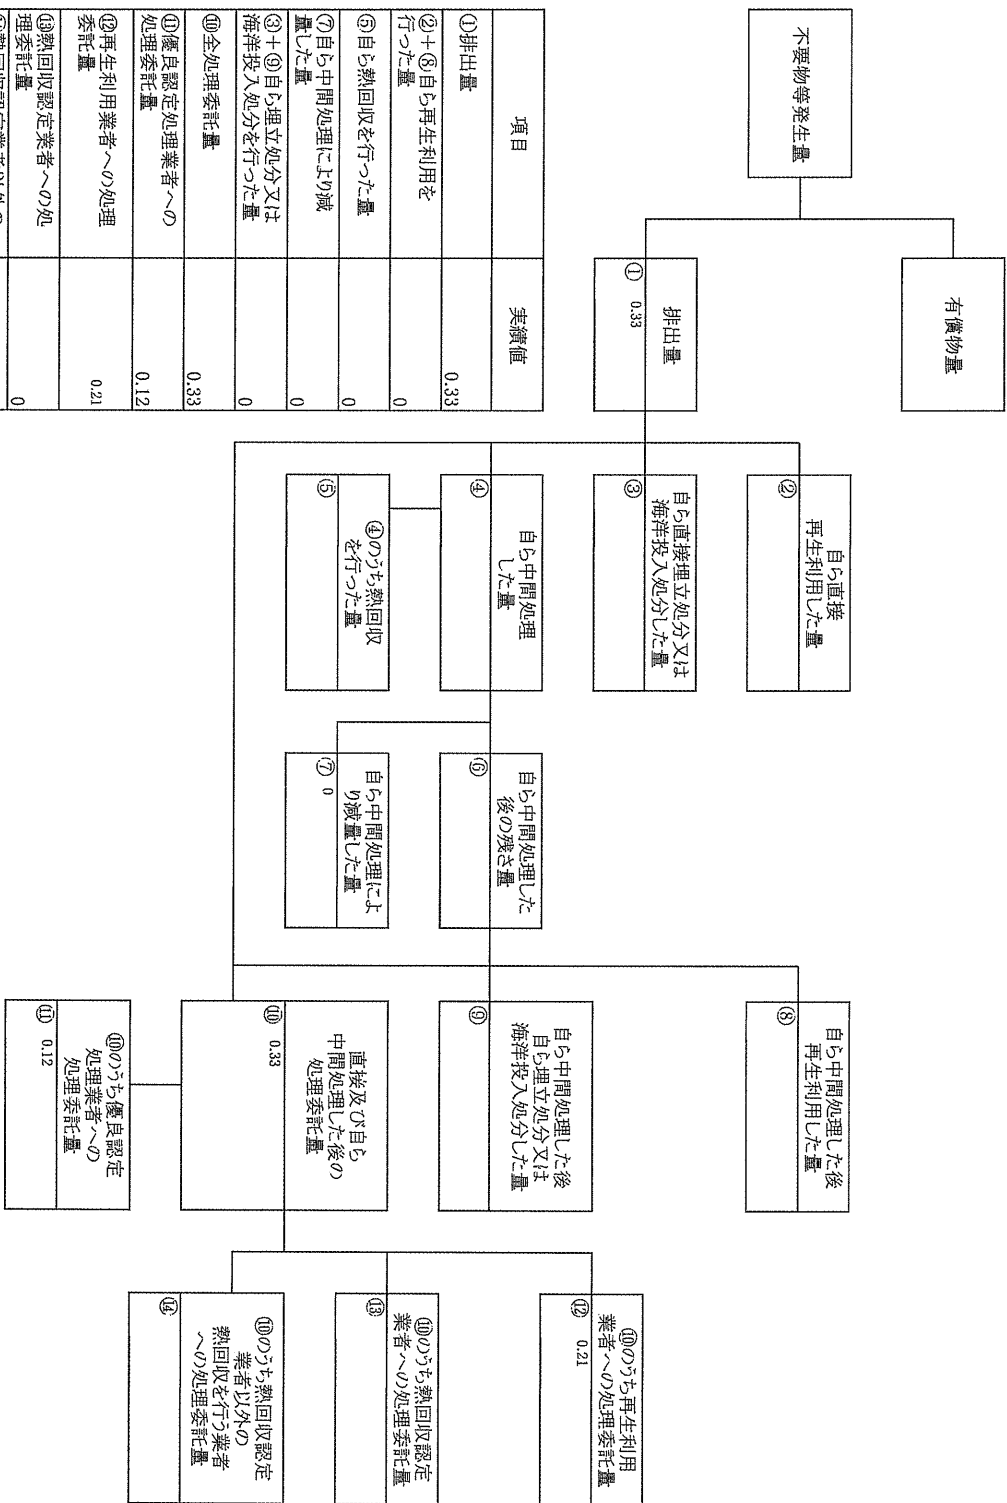 不要物等発生量
有償物量
排出量
① 0.33
自ら直接
再生利用した量
②
自ら直接埋立処分又は
海洋投入処分した量
③
自ら中間処理
した量
④
④のうち熱回収
を行った量
⑤
自ら中間処理した
後の残さ量
⑥
自ら中間処理によ
り減量した量
⑦ 0
自ら中間処理した後
再生利用した量
⑧
自ら中間処理した後
自ら埋立処分又は
海洋投入処分した量
⑨
直接及び自ら
中間処理した後の
処理委託量
⑩ 0.33
⑩のうち優良認定
処理業者への
処理委託量
⑪ 0.12
⑩のうち再生利用
業者への処理委託量
⑫ 0.21
⑩のうち熱回収認定
業者への処理委託量
⑬
⑩のうち熱回収認定
業者以外の
熱回収を行う業者
への処理委託量
⑭
項目 実績値
①排出量 0.33
②+⑧自ら再生利用を
行った量 0
⑤自ら熱回収を行った量 0
⑦自ら中間処理により減
量した量 0
③+⑨自ら埋立処分又は
海洋投入処分を行った量 0
⑩全処理委託量 0.33
⑪優良認定処理業者への
処理委託量 0.12
⑫再生利用業者への処理
委託量 0.21
⑬熱回収認定業者への処
理委託量 0